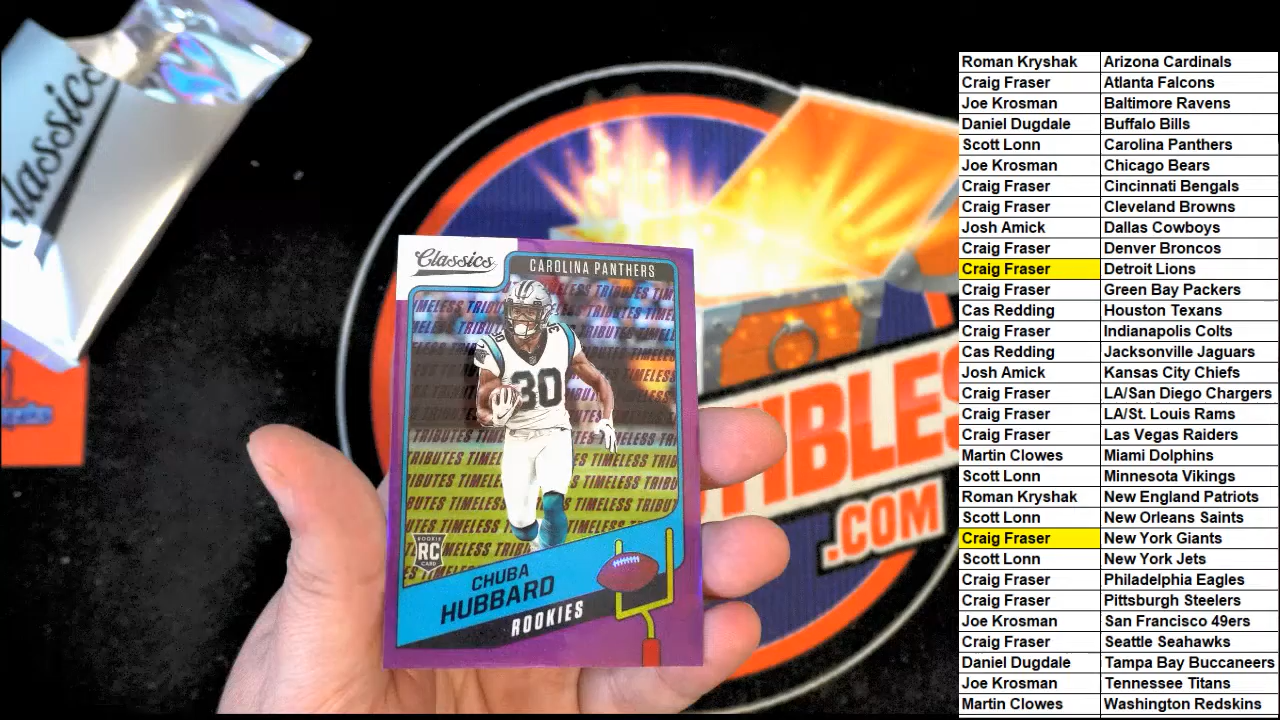 Classics
Classics
CAROLINA PANTHERS
TIMELESS TRIBUTES
30
RC
ROOKIE
CARD
CHUBA
HUBBARD
ROOKIES
TIBLES
.COM
Roman Kryshak Arizona Cardinals
Craig Fraser Atlanta Falcons
Joe Krosman Baltimore Ravens
Daniel Dugdale Buffalo Bills
Scott Lonn Carolina Panthers
Joe Krosman Chicago Bears
Craig Fraser Cincinnati Bengals
Craig Fraser Cleveland Browns
Josh Amick Dallas Cowboys
Craig Fraser Denver Broncos
Craig Fraser Detroit Lions
Craig Fraser Green Bay Packers
Cas Redding Houston Texans
Craig Fraser Indianapolis Colts
Cas Redding Jacksonville Jaguars
Josh Amick Kansas City Chiefs
Craig Fraser LA/San Diego Chargers
Craig Fraser LA/St. Louis Rams
Craig Fraser Las Vegas Raiders
Martin Clowes Miami Dolphins
Scott Lonn Minnesota Vikings
Roman Kryshak New England Patriots
Scott Lonn New Orleans Saints
Craig Fraser New York Giants
Scott Lonn New York Jets
Craig Fraser Philadelphia Eagles
Craig Fraser Pittsburgh Steelers
Joe Krosman San Francisco 49ers
Craig Fraser Seattle Seahawks
Daniel Dugdale Tampa Bay Buccaneers
Joe Krosman Tennessee Titans
Martin Clowes Washington Redskins